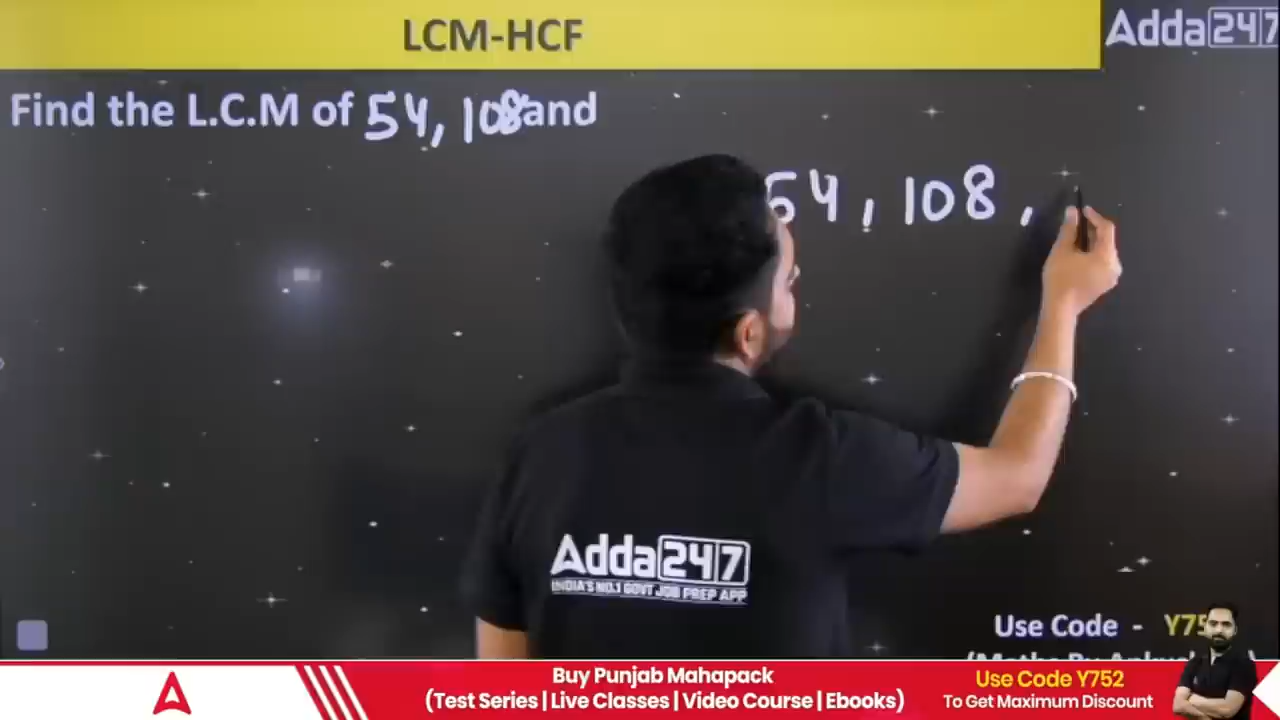 LCM-HCF
Adda247
Find the L.C.M of 54, 108 and
54, 108,
Adda247
INDIA'S NO.1 GOVT JOB PREP APP
Use Code - Y75
Buy Punjab Mahapack
(Test Series | Live Classes | Video Course | Ebooks)
Use Code Y752
To Get Maximum Discount